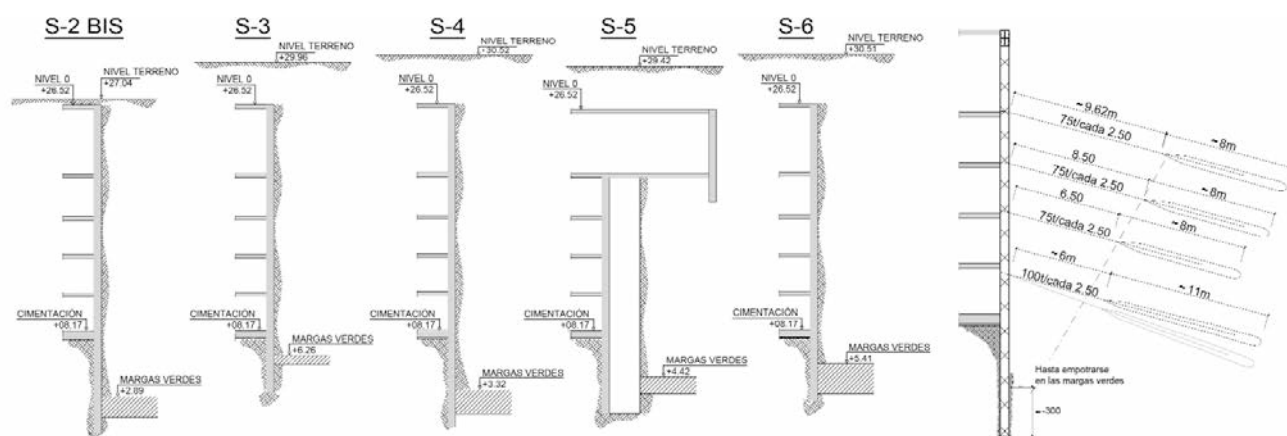 S-2 BIS
NIVEL TERRENO
+27.04
NIVEL 0
+26.52
CIMENTACIÓN
+08.17
MARGAS VERDES
+2.89
S-3
NIVEL TERRENO
+29.96
NIVEL 0
+26.52
CIMENTACIÓN
+08.17
MARGAS VERDES
+6.26
S-4
NIVEL TERRENO
+30.52
NIVEL 0
+26.52
CIMENTACIÓN
+08.17
MARGAS VERDES
+3.32
S-5
NIVEL TERRENO
+29.42
NIVEL 0
+26.52
CIMENTACIÓN
+08.17
MARGAS VERDES
+4.42
S-6
NIVEL TERRENO
+30.51
NIVEL 0
+26.52
CIMENTACIÓN
+08.17
MARGAS VERDES
+5.41
~9.62m
75t/cada 2.50
~8m
8.50
75t/cada 2.50
~8m
6.50
75t/cada 2.50
~8m
~6m
100t/cada 2.50
~11m
Hasta empotrarse
en las margas verdes
~300